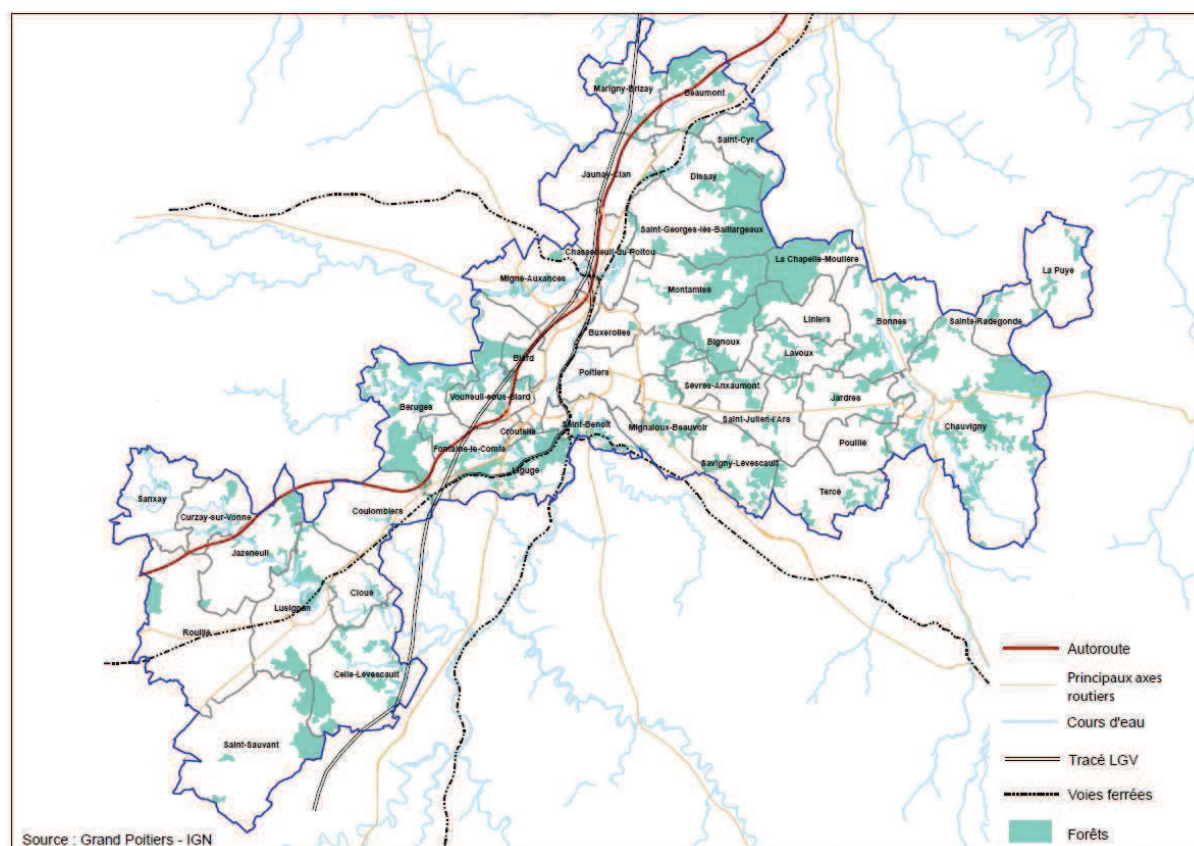 Marigny-Brizay
Beaumont
Saint-Cyr
Jaunay-Clan
Dissay
Saint-Georges-lès-Baillargeaux
Chasseneuil-du-Poitou
La Chapelle-Moulière
La Puye
Migné-Auxances
Montamisé
Liniers
Bonnes
Sainte-Radegonde
Buxerolles
Bignoux
Lavoux
Biard
Poitiers
Sèvres-Anxaumont
Vouneuil-sous-Biard
Béruges
Jardres
Saint-Julien-l'Ars
Chauvigny
Saint-Benoît
Mignaloux-Beauvoir
Croutelle
Pouillé
Fontaine-le-Comte
Savigny-Lévescault
Ligugé
Tercé
Sanxay
Coulombiers
Curzay-sur-Vonne
Jazeneuil
Cloué
Lusignan
Rouillé
Celle-Lévescault
Saint-Sauvant
Autoroute
Principaux axes
routiers
Cours d'eau
Tracé LGV
Voies ferrées
Forêts
Source : Grand Poitiers - IGN